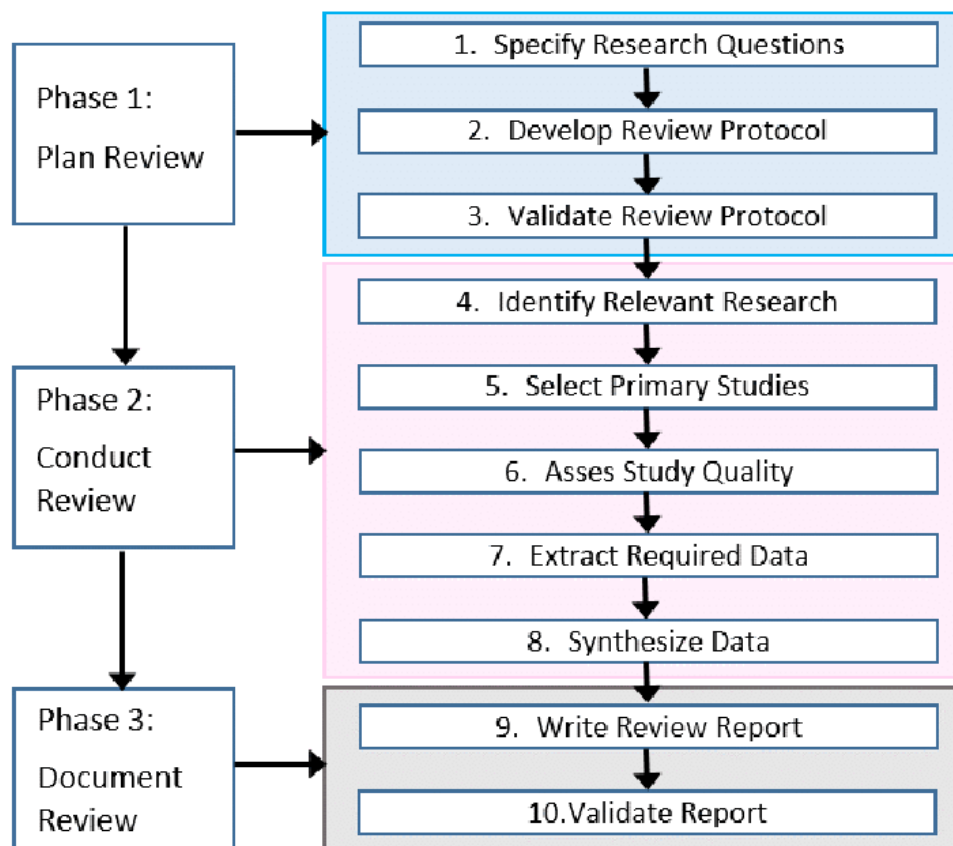 Phase 1:
Plan Review
1. Specify Research Questions
2. Develop Review Protocol
3. Validate Review Protocol
Phase 2:
Conduct
Review
4. Identify Relevant Research
5. Select Primary Studies
6. Asses Study Quality
7. Extract Required Data
8. Synthesize Data
Phase 3:
Document
Review
9. Write Review Report
10.Validate Report